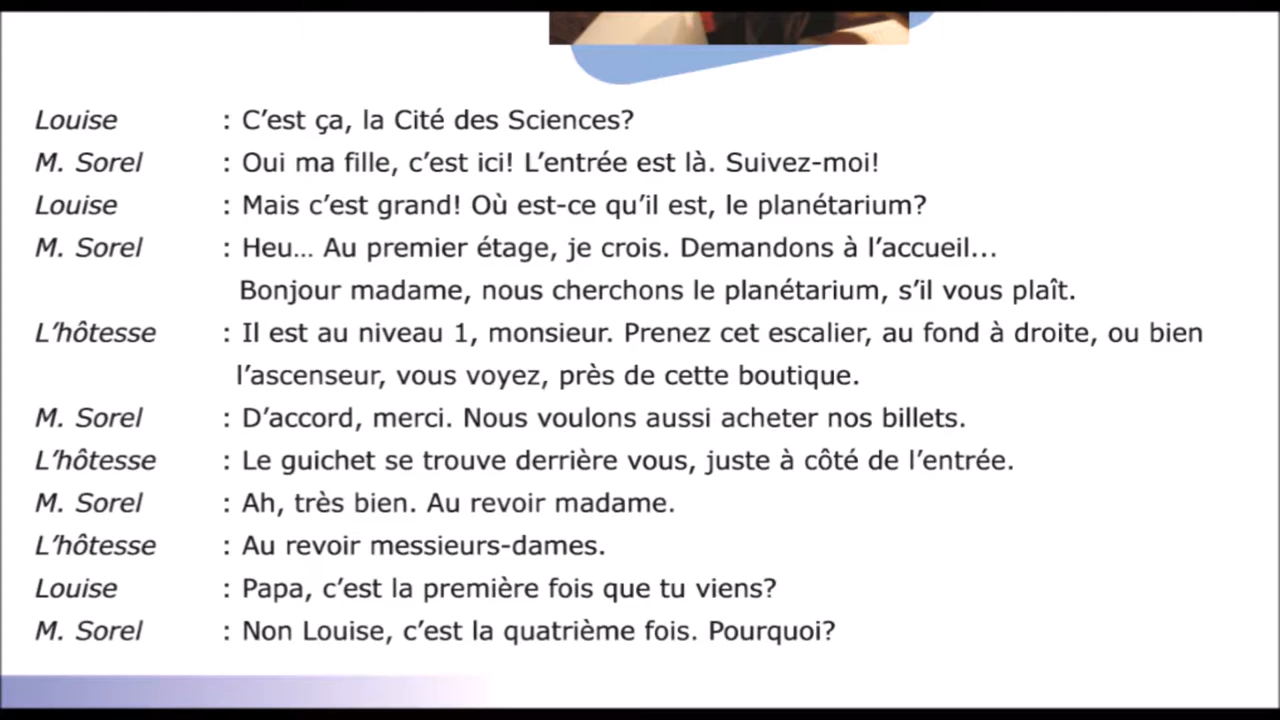 Louise : C'est ça, la Cité des Sciences?
M. Sorel : Oui ma fille, c'est ici! L'entrée est là. Suivez-moi!
Louise : Mais c'est grand! Où est-ce qu'il est, le planétarium?
M. Sorel : Heu... Au premier étage, je crois. Demandons à l'accueil...
Bonjour madame, nous cherchons le planétarium, s'il vous plaît.
L'hôtesse : Il est au niveau 1, monsieur. Prenez cet escalier, au fond à droite, ou bien
l'ascenseur, vous voyez, près de cette boutique.
M. Sorel : D'accord, merci. Nous voulons aussi acheter nos billets.
L'hôtesse : Le guichet se trouve derrière vous, juste à côté de l'entrée.
M. Sorel : Ah, très bien. Au revoir madame.
L'hôtesse : Au revoir messieurs-dames.
Louise : Papa, c'est la première fois que tu viens?
M. Sorel : Non Louise, c'est la quatrième fois. Pourquoi?